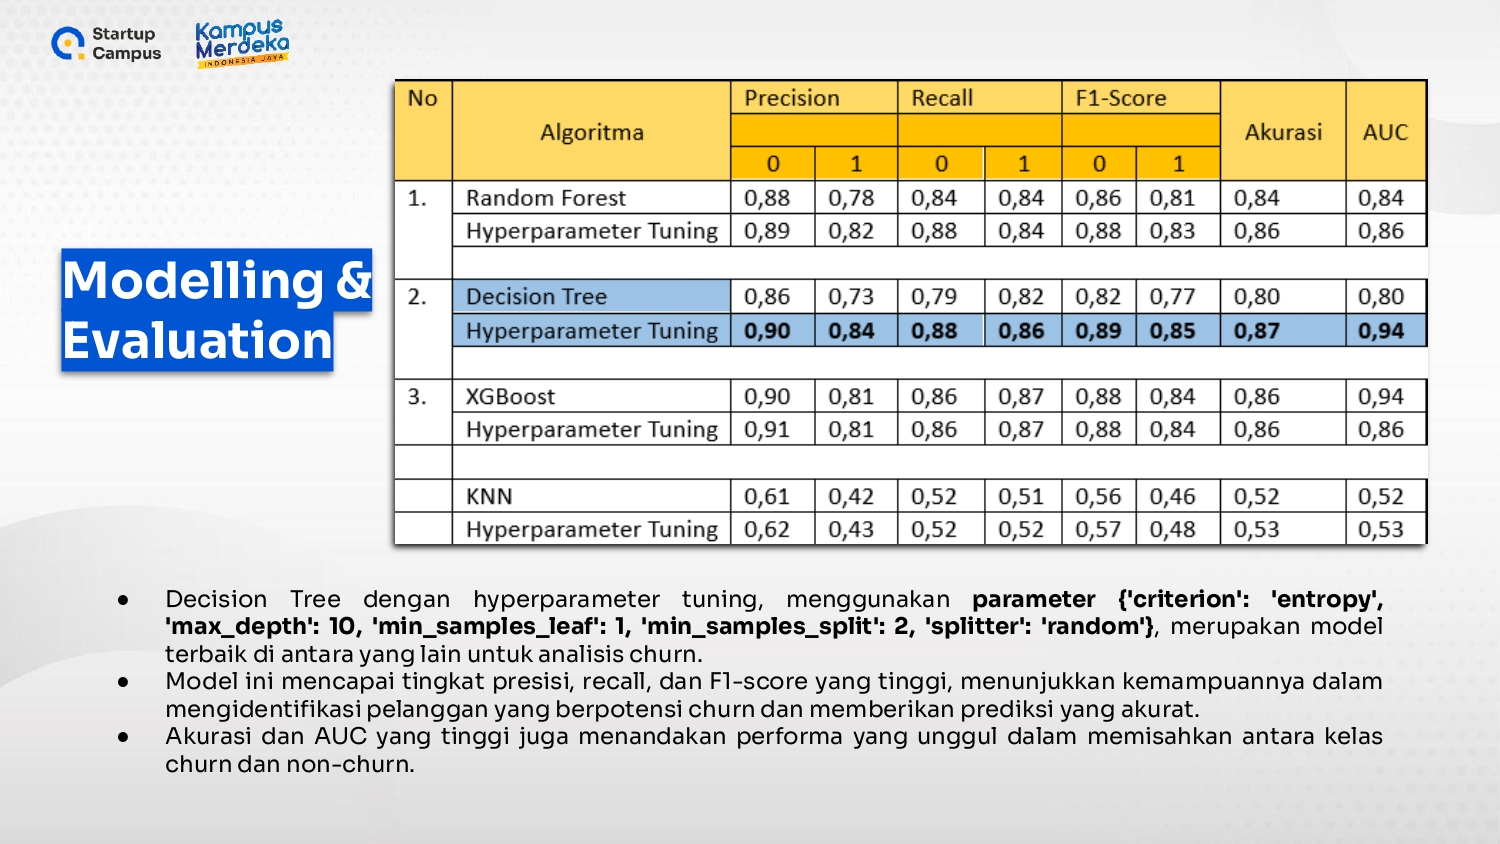 Startup
Campus
Kampus
Merdeka
INDONESIA JAYA
Modelling &
Evaluation
No Algoritma Precision Recall F1-Score Akurasi AUC
0 1 0 1 0 1
1. Random Forest 0,88 0,78 0,84 0,84 0,86 0,81 0,84 0,84
Hyperparameter Tuning 0,89 0,82 0,88 0,84 0,88 0,83 0,86 0,86
2. Decision Tree 0,86 0,73 0,79 0,82 0,82 0,77 0,80 0,80
Hyperparameter Tuning 0,90 0,84 0,88 0,86 0,89 0,85 0,87 0,94
3. XGBoost 0,90 0,81 0,86 0,87 0,88 0,84 0,86 0,94
Hyperparameter Tuning 0,91 0,81 0,86 0,87 0,88 0,84 0,86 0,86
KNN 0,61 0,42 0,52 0,51 0,56 0,46 0,52 0,52
Hyperparameter Tuning 0,62 0,43 0,52 0,52 0,57 0,48 0,53 0,53
● Decision Tree dengan hyperparameter tuning, menggunakan parameter {'criterion': 'entropy',
'max_depth': 10, 'min_samples_leaf': 1, 'min_samples_split': 2, 'splitter': 'random'}, merupakan model
terbaik di antara yang lain untuk analisis churn.
● Model ini mencapai tingkat presisi, recall, dan F1-score yang tinggi, menunjukkan kemampuannya dalam
mengidentifikasi pelanggan yang berpotensi churn dan memberikan prediksi yang akurat.
● Akurasi dan AUC yang tinggi juga menandakan performa yang unggul dalam memisahkan antara kelas
churn dan non-churn.